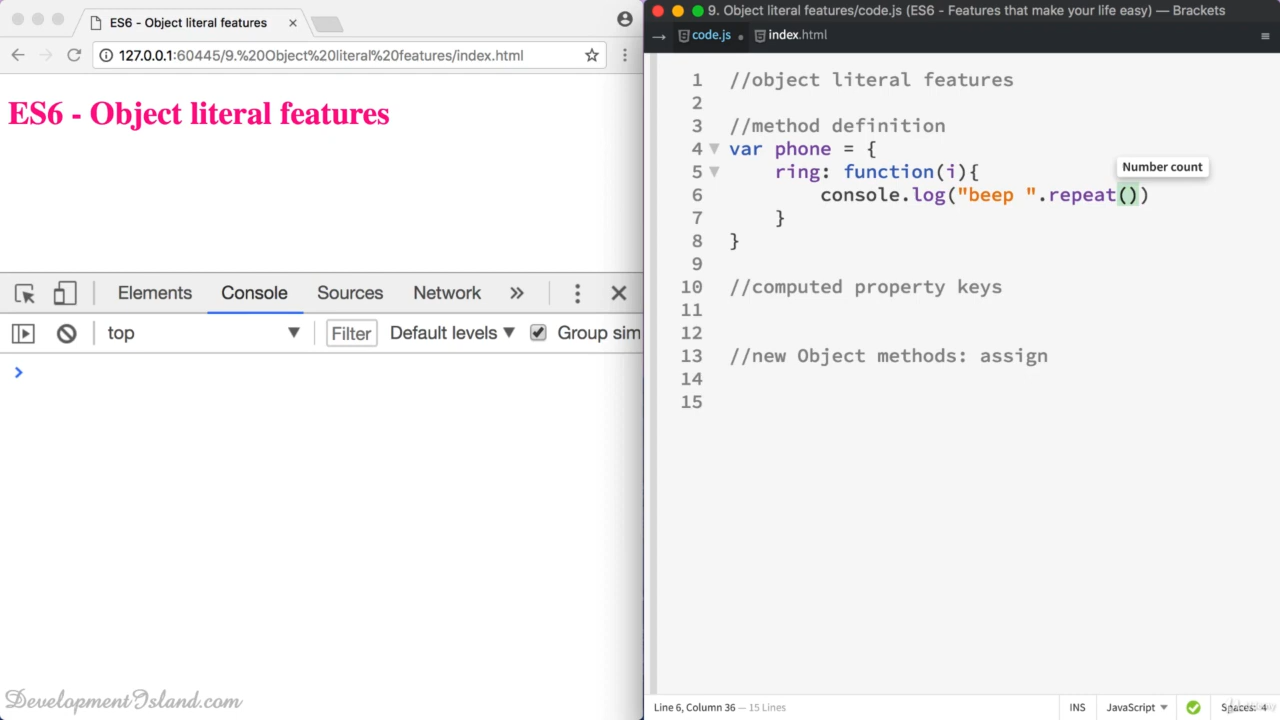 ES6 - Object literal features
127.0.0.1:60445/9.%20Object%20literal%20features/index.html
ES6 - Object literal features
Elements Console Sources Network »
top Filter Default levels Group sim
>
DevelopmentIsland.com
9. Object literal features/code.js (ES6 - Features that make your life easy) — Brackets
code.js index.html
1 //object literal features
2
3 //method definition
4 var phone = {
5 ring: function(i){
Number count
6 console.log("beep ".repeat())
7 }
8 }
9
10 //computed property keys
11
12
13 //new Object methods: assign
14
15
Line 6, Column 36 — 15 Lines INS JavaScript Spaces: 4